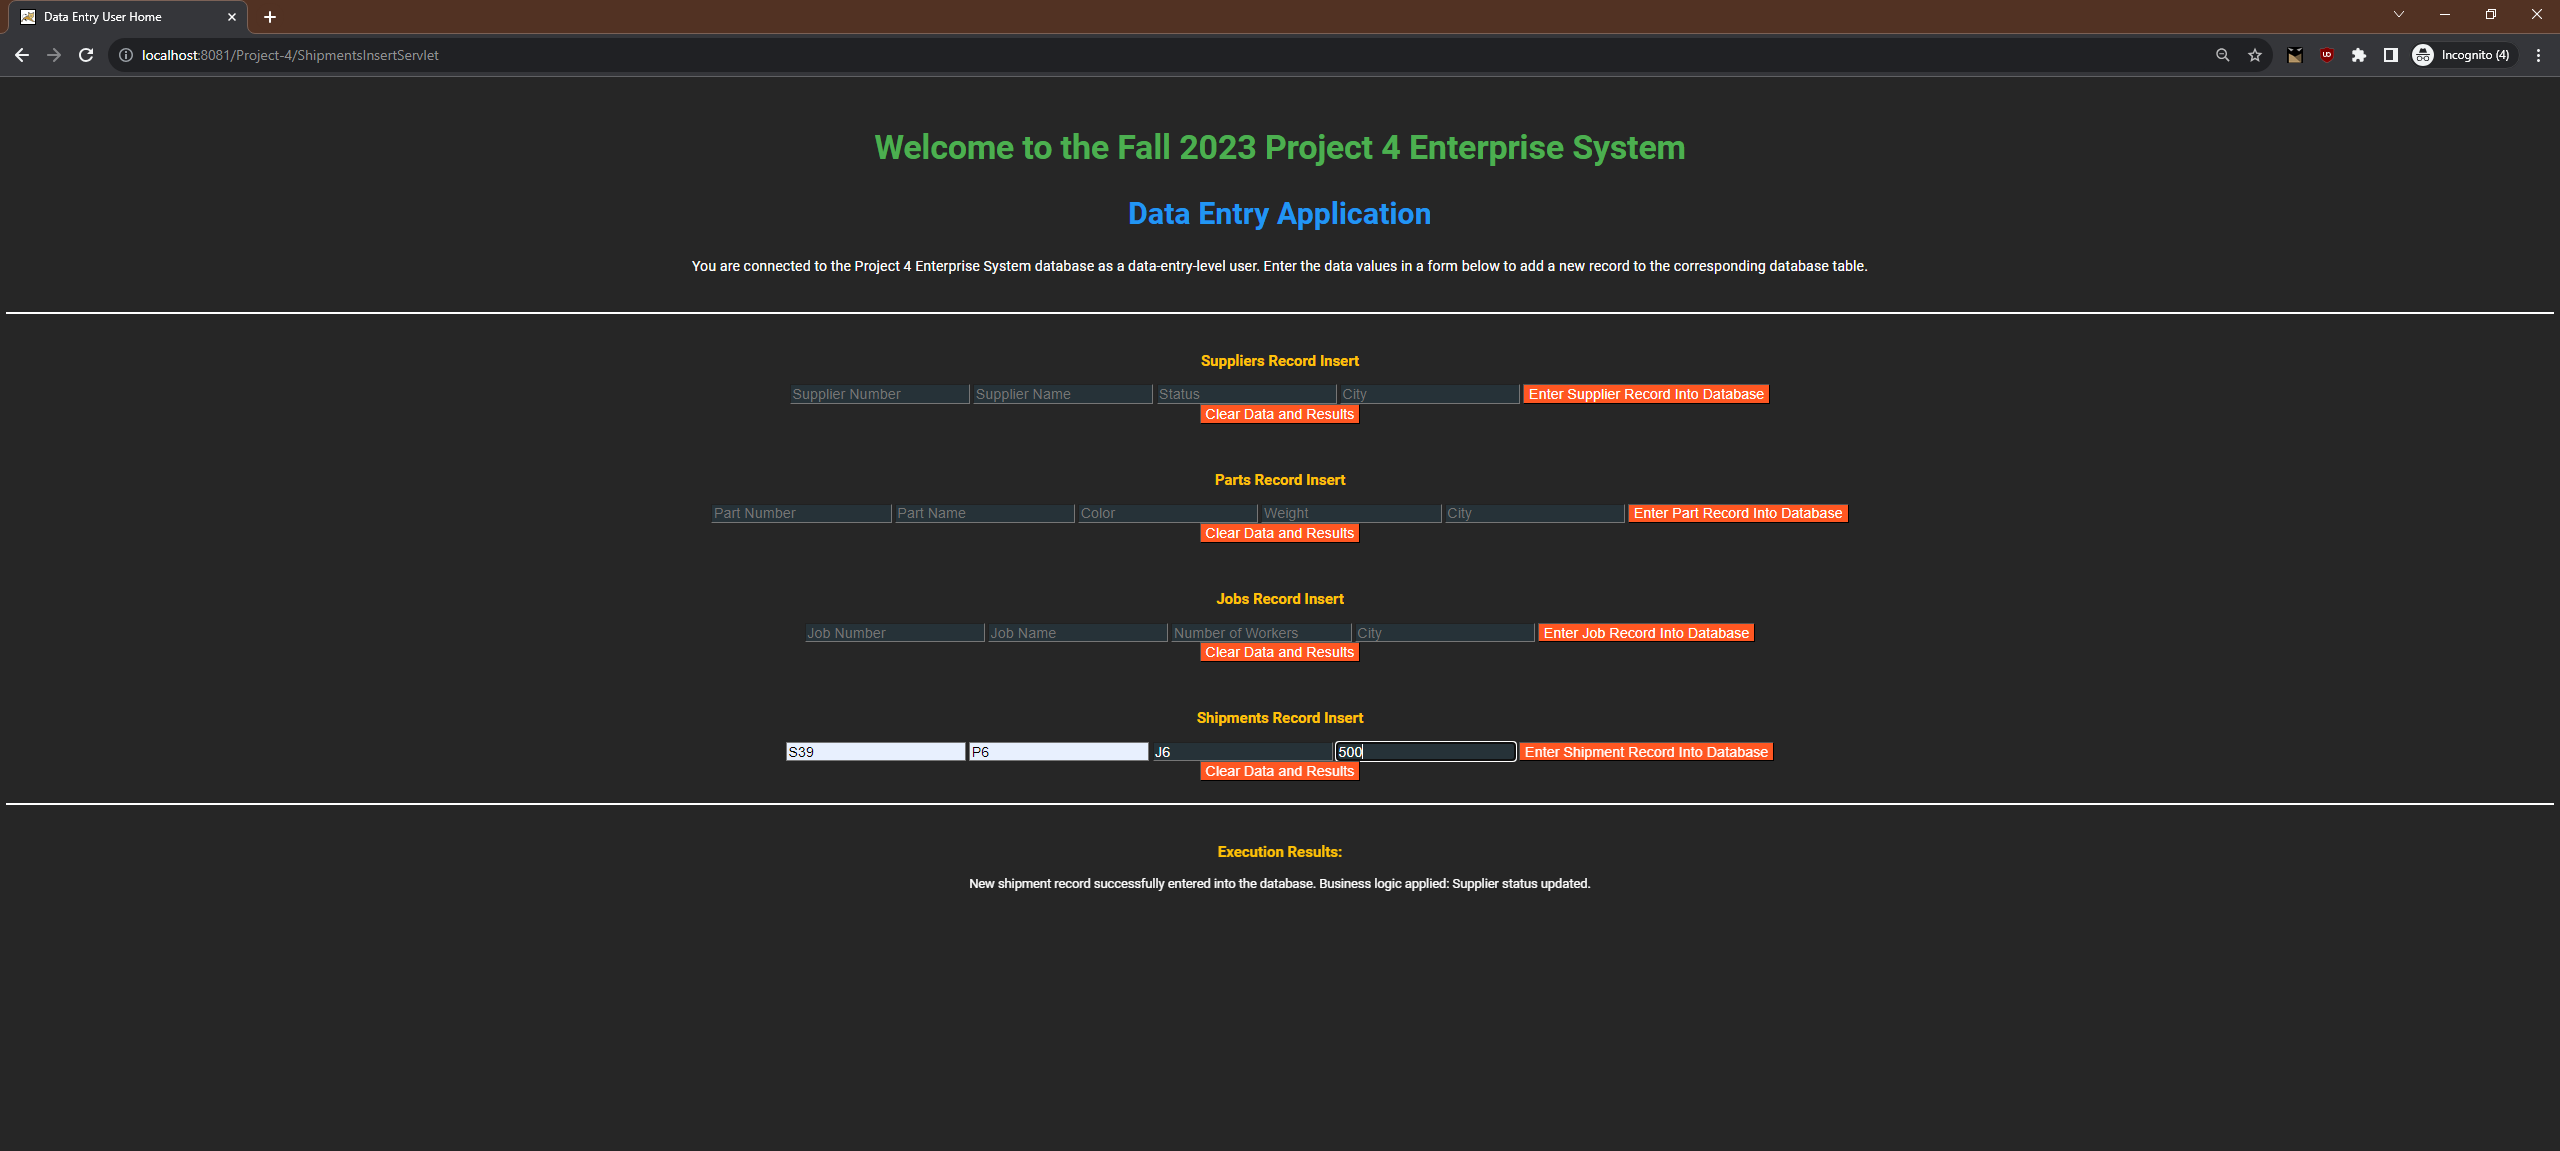 Data Entry User Home
localhost:8081/Project-4/ShipmentsInsertServlet
Incognito (4)
Welcome to the Fall 2023 Project 4 Enterprise System
Data Entry Application
You are connected to the Project 4 Enterprise System database as a data-entry-level user. Enter the data values in a form below to add a new record to the corresponding database table.
Suppliers Record Insert
Supplier Number Supplier Name Status City Enter Supplier Record Into Database
Clear Data and Results
Parts Record Insert
Part Number Part Name Color Weight City Enter Part Record Into Database
Clear Data and Results
Jobs Record Insert
Job Number Job Name Number of Workers City Enter Job Record Into Database
Clear Data and Results
Shipments Record Insert
S39 P6 J6 500 Enter Shipment Record Into Database
Clear Data and Results
Execution Results:
New shipment record successfully entered into the database. Business logic applied: Supplier status updated.